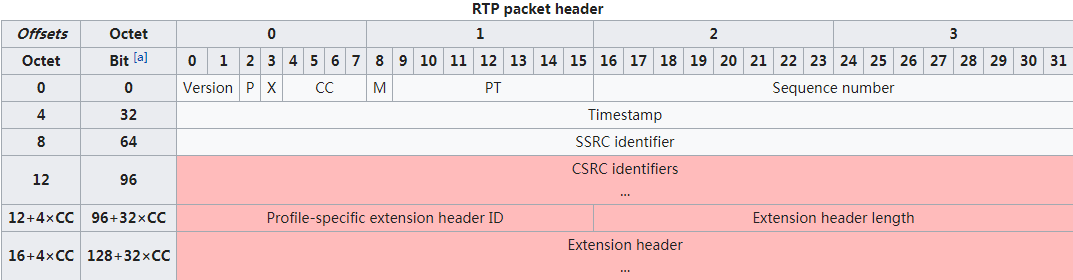 RTP packet header
Offsets Octet 0 1 2 3
Octet Bit [a] 0 1 2 3 4 5 6 7 8 9 10 11 12 13 14 15 16 17 18 19 20 21 22 23 24 25 26 27 28 29 30 31
0 0 Version P X CC M PT Sequence number
4 32 Timestamp
8 64 SSRC identifier
12 96 CSRC identifiers
...
12+4×CC 96+32×CC Profile-specific extension header ID Extension header length
16+4×CC 128+32×CC Extension header
...